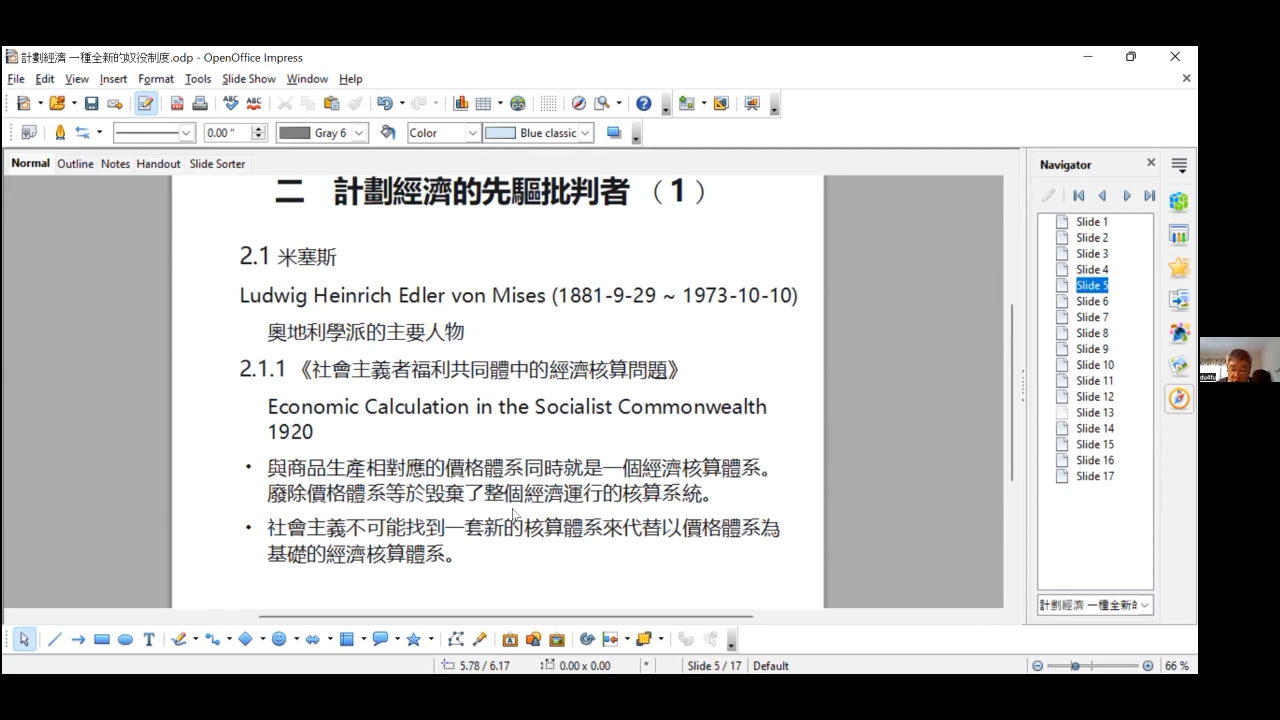 計劃經濟 一種全新的奴役制度.odp - OpenOffice Impress
File Edit View Insert Format Tools Slide Show Window Help
0.00 " Gray 6 Color Blue classic
Normal Outline Notes Handout Slide Sorter
二 計劃經濟的先驅批判者 （1）
2.1 米塞斯
Ludwig Heinrich Edler von Mises (1881-9-29 ~ 1973-10-10)
奧地利學派的主要人物
2.1.1 《社會主義者福利共同體中的經濟核算問題》
Economic Calculation in the Socialist Commonwealth
1920
• 與商品生產相對應的價格體系同時就是一個經濟核算體系。
廢除價格體系等於毀棄了整個經濟運行的核算系統。
• 社會主義不可能找到一套新的核算體系來代替以價格體系為
基礎的經濟核算體系。
Navigator
Slide 1
Slide 2
Slide 3
Slide 4
Slide 5
Slide 6
Slide 7
Slide 8
Slide 9
Slide 10
Slide 11
Slide 12
Slide 13
Slide 14
Slide 15
Slide 16
Slide 17
計劃經濟 一種全新的
du4fu
5.78 / 6.17 0.00 x 0.00 * Slide 5 / 17 Default 66 %